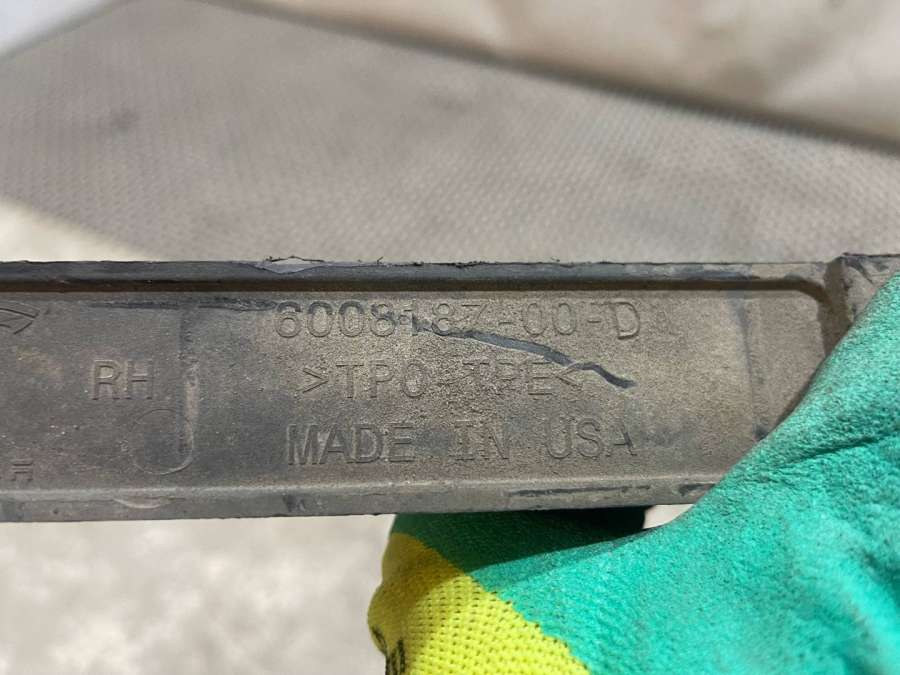 6008187-00-D
RH
>TPO-TPE<
MADE IN USA